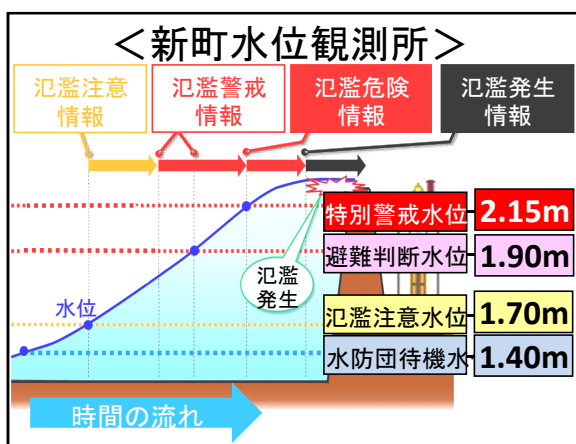 ＜新町水位観測所＞
氾濫注意
情報
氾濫警戒
情報
氾濫危険
情報
氾濫発生
情報
特別警戒水位
2.15m
避難判断水位
1.90m
氾濫
発生
水位
氾濫注意水位
1.70m
水防団待機水
1.40m
時間の流れ